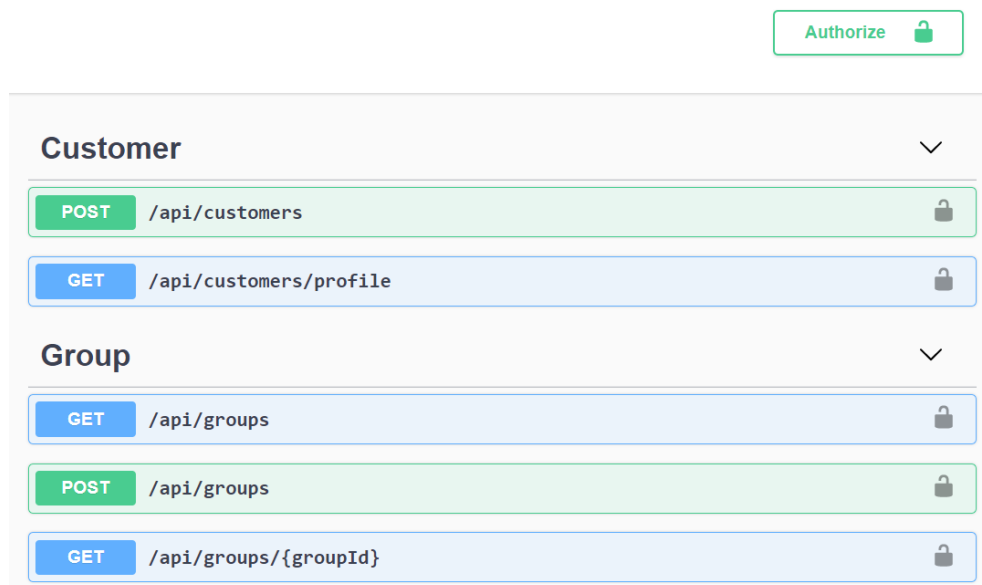 Authorize
Customer
POST /api/customers
GET /api/customers/profile
Group
GET /api/groups
POST /api/groups
GET /api/groups/{groupId}